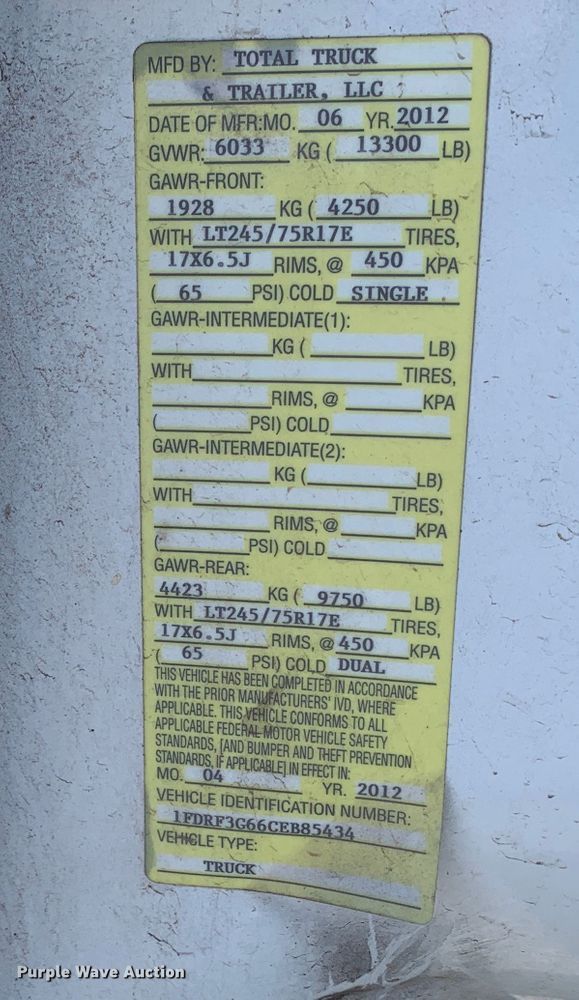 MFD BY: TOTAL TRUCK
& TRAILER, LLC
DATE OF MFR:MO. 06 YR. 2012
GVWR: 6033 KG ( 13300 LB)
GAWR-FRONT:
1928 KG ( 4250 LB)
WITH LT245/75R17E TIRES,
17X6.5J RIMS, @ 450 KPA
( 65 PSI) COLD SINGLE
GAWR-INTERMEDIATE(1):
KG ( LB)
WITH TIRES,
RIMS, @ KPA
( PSI) COLD
GAWR-INTERMEDIATE(2):
KG ( LB)
WITH TIRES,
RIMS, @ KPA
( PSI) COLD
GAWR-REAR:
4423 KG ( 9750 LB)
WITH LT245/75R17E TIRES,
17X6.5J RIMS, @ 450 KPA
( 65 PSI) COLD DUAL
THIS VEHICLE HAS BEEN COMPLETED IN ACCORDANCE
WITH THE PRIOR MANUFACTURERS' IVD, WHERE
APPLICABLE. THIS VEHICLE CONFORMS TO ALL
APPLICABLE FEDERAL MOTOR VEHICLE SAFETY
STANDARDS, [AND BUMPER AND THEFT PREVENTION
STANDARDS, IF APPLICABLE] IN EFFECT IN:
MO. 04 YR. 2012
VEHICLE IDENTIFICATION NUMBER:
1FDRF3G66CEB85434
VEHICLE TYPE:
TRUCK
Purple Wave Auction